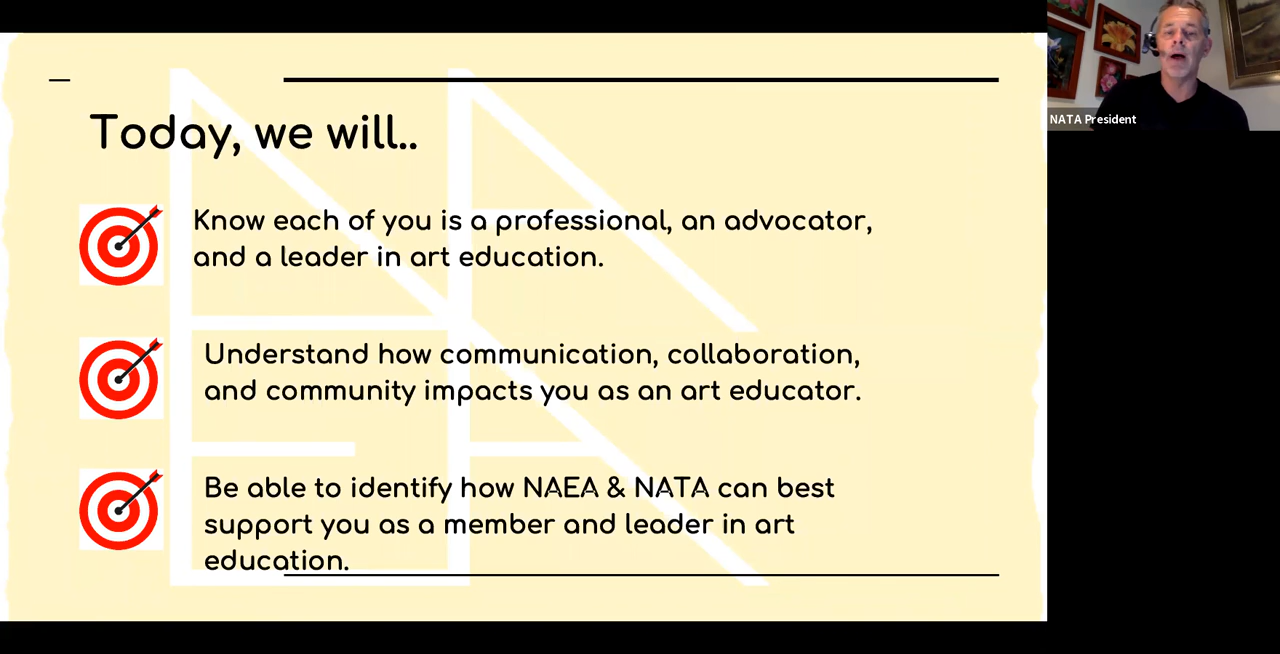 Today, we will..
Know each of you is a professional, an advocator,
and a leader in art education.
Understand how communication, collaboration,
and community impacts you as an art educator.
Be able to identify how NAEA & NATA can best
support you as a member and leader in art
education.
NATA President